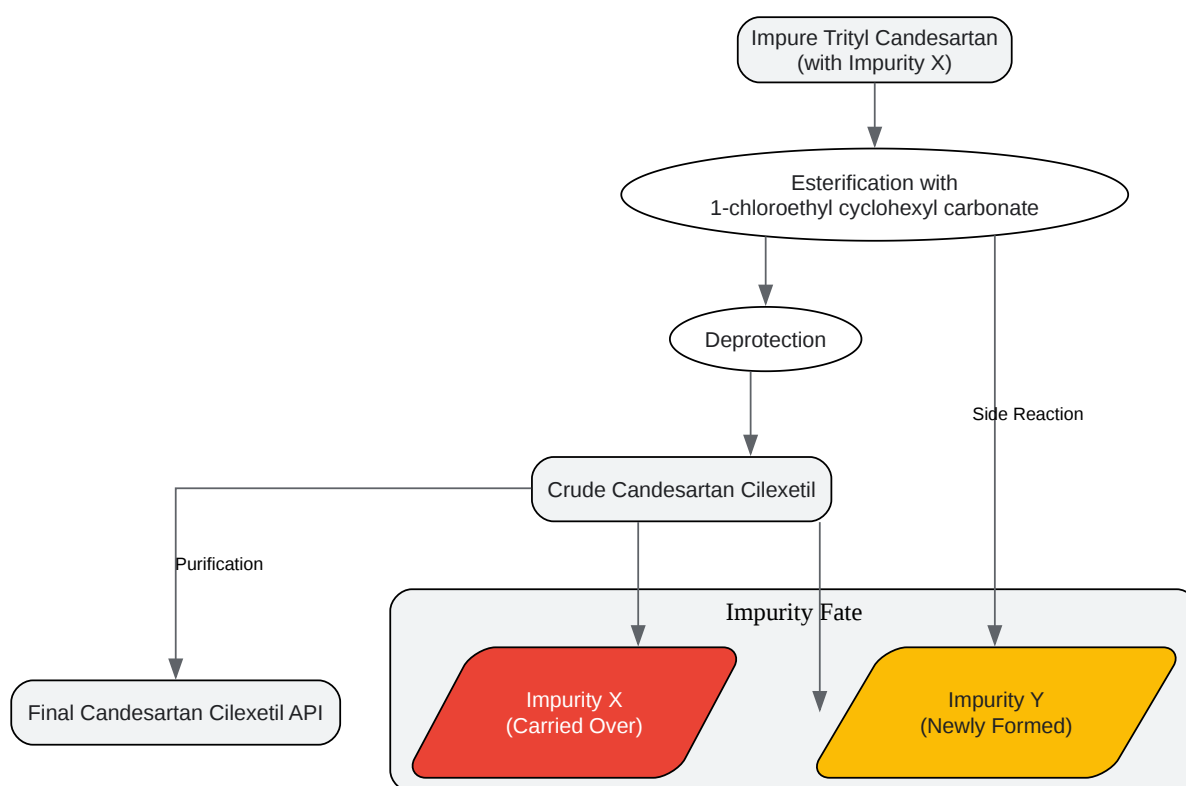 Impure Trityl Candesartan
(with Impurity X)
Esterification with
1-chloroethyl cyclohexyl carbonate
Deprotection
Side Reaction
Crude Candesartan Cilexetil
Purification
Impurity Fate
Impurity X
(Carried Over)
Impurity Y
(Newly Formed)
Final Candesartan Cilexetil API